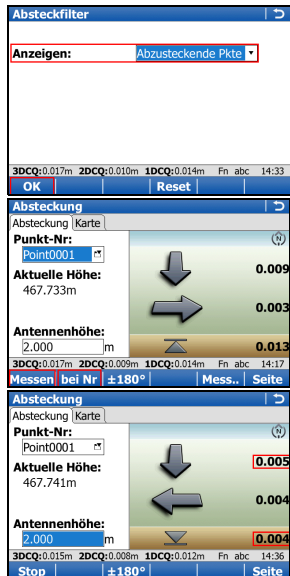 Absteckfilter
Anzeigen: Abzusteckende Pkte
3DCQ:0.017m 2DCQ:0.010m 1DCQ:0.014m Fn abc 14:33
OK Reset
Absteckung
Absteckung Karte
Punkt-Nr:
Point0001
N
Aktuelle Höhe:
0.009
467.733m
0.003
Antennenhöhe:
2.000 m
0.013
3DCQ:0.017m 2DCQ:0.009m 1DCQ:0.014m Fn abc 14:17
Messen bei Nr ±180° Mess.. Seite
Absteckung
Absteckung Karte
Punkt-Nr:
Point0001
N
Aktuelle Höhe:
0.005
467.741m
0.004
Antennenhöhe:
2.000 m
0.004
3DCQ:0.015m 2DCQ:0.008m 1DCQ:0.012m Fn abc 14:36
Stop ±180° Seite